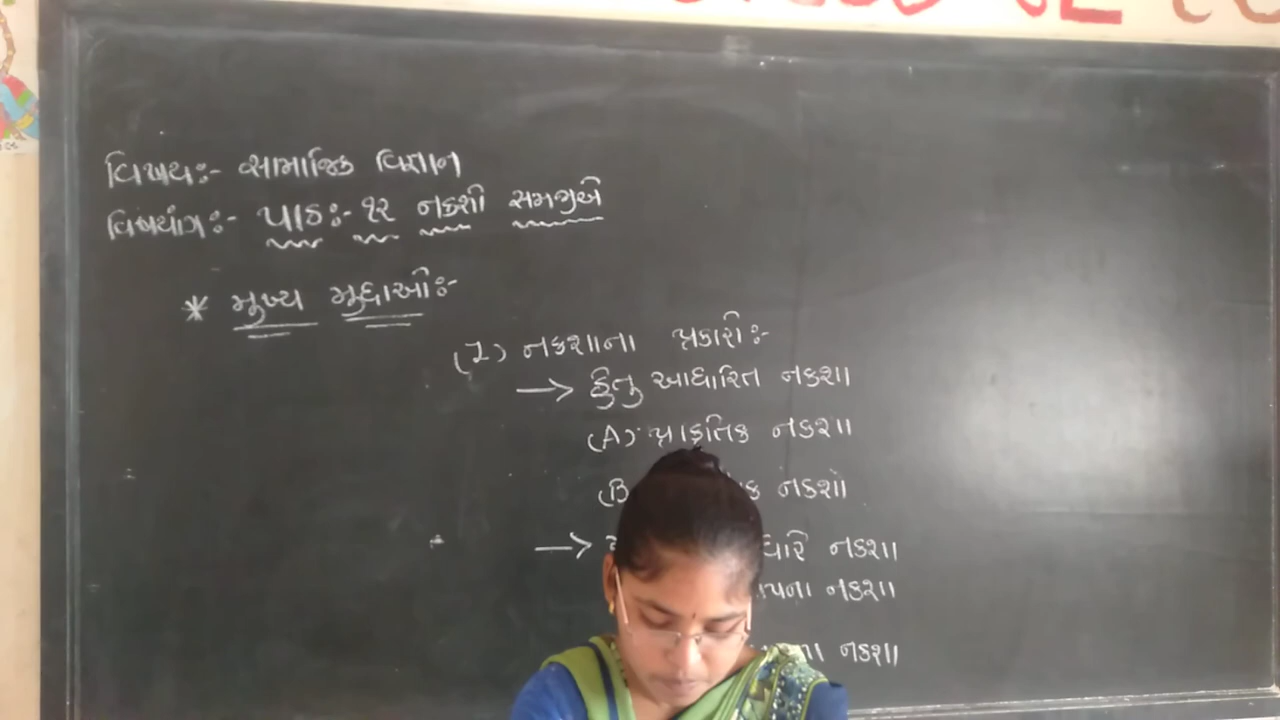 વિષય:- સામાજિક વિજ્ઞાન
વિષયાંગ:- પાઠ:- ૧૨ નકશો સમજીએ
* મુખ્ય મુદ્દાઓ:-
(1) નકશાના પ્રકારો:-
→ હેતુ આધારિત નકશા
(A) પ્રાકૃતિક નકશા
(B નકશા
→ નકશા
નકશા
નકશા